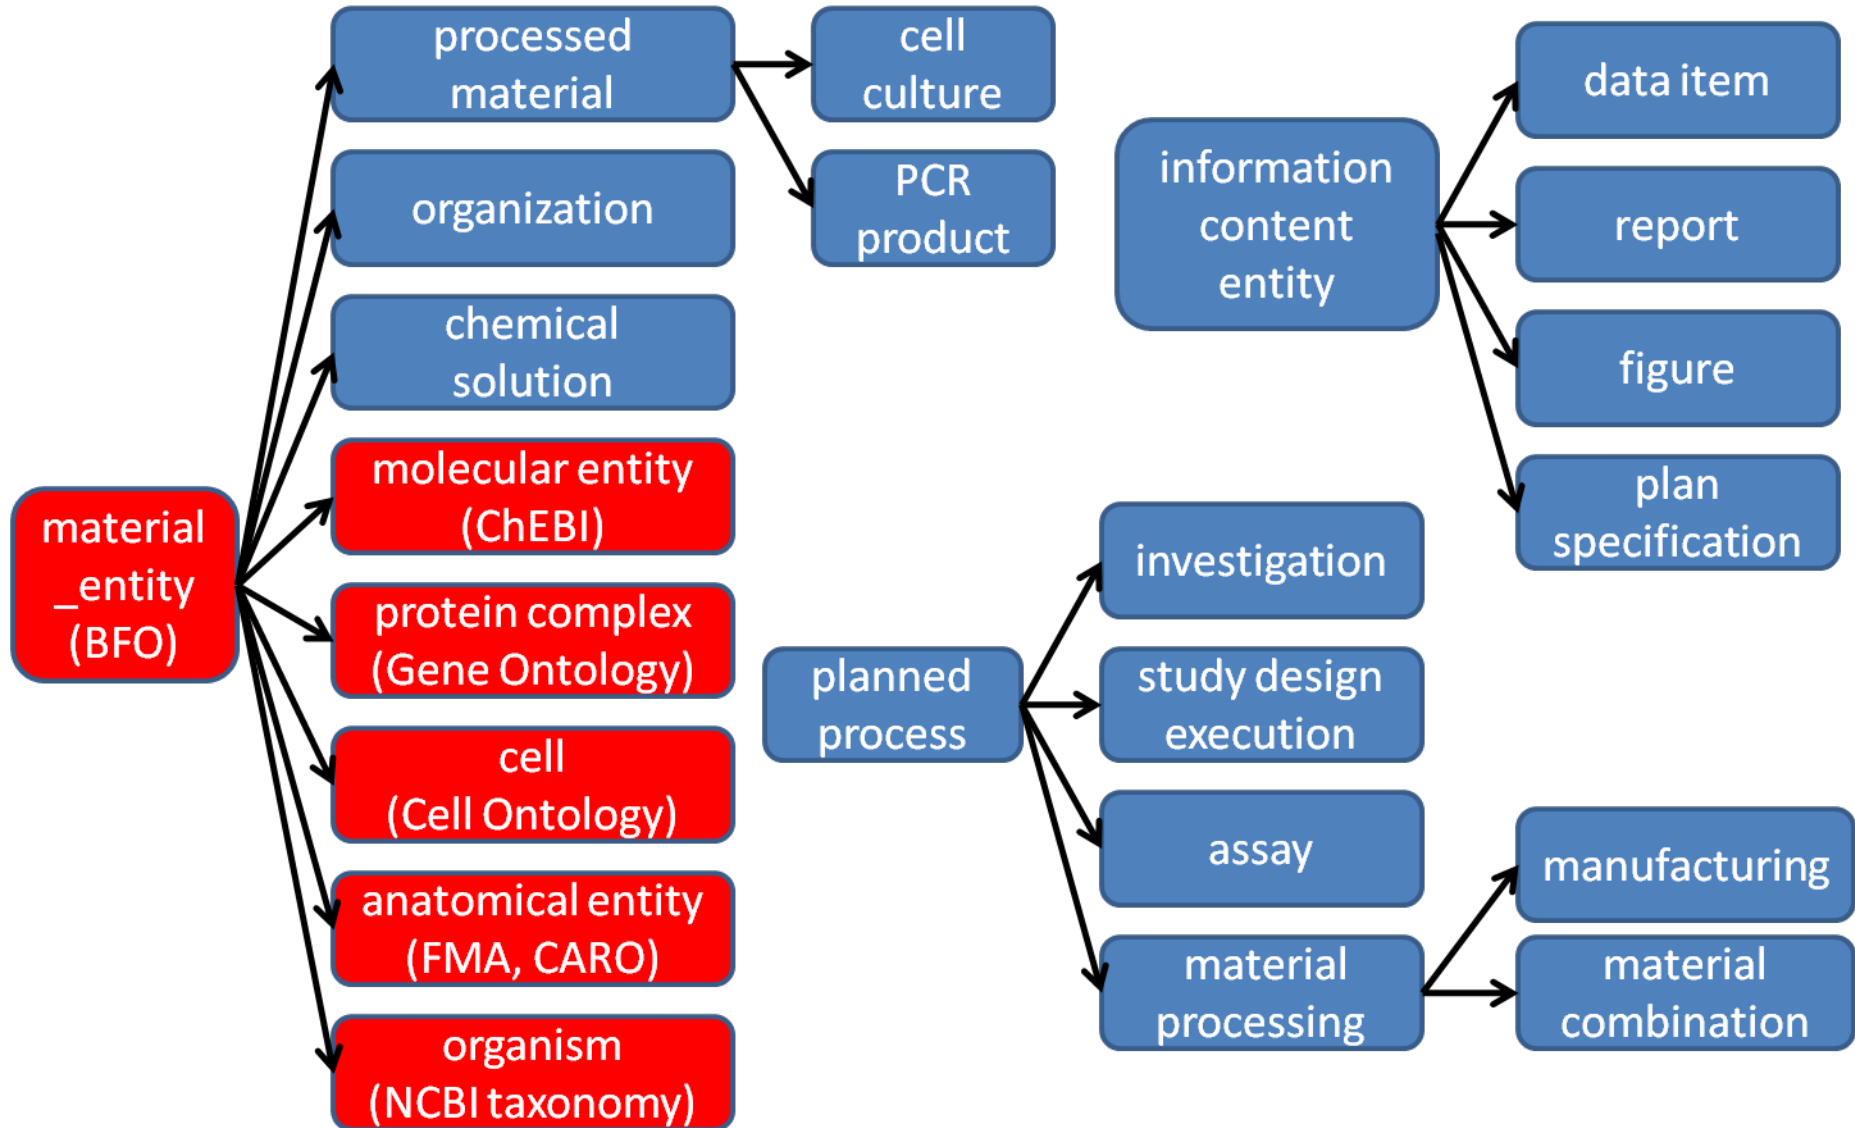 processed
material
cell
culture
PCR
product
organization
chemical
solution
molecular entity
(ChEBI)
material
_entity
(BFO)
protein complex
(Gene Ontology)
cell
(Cell Ontology)
anatomical entity
(FMA, CARO)
organism
(NCBI taxonomy)
information
content
entity
data item
report
figure
plan
specification
planned
process
investigation
study design
execution
assay
material
processing
manufacturing
material
combination